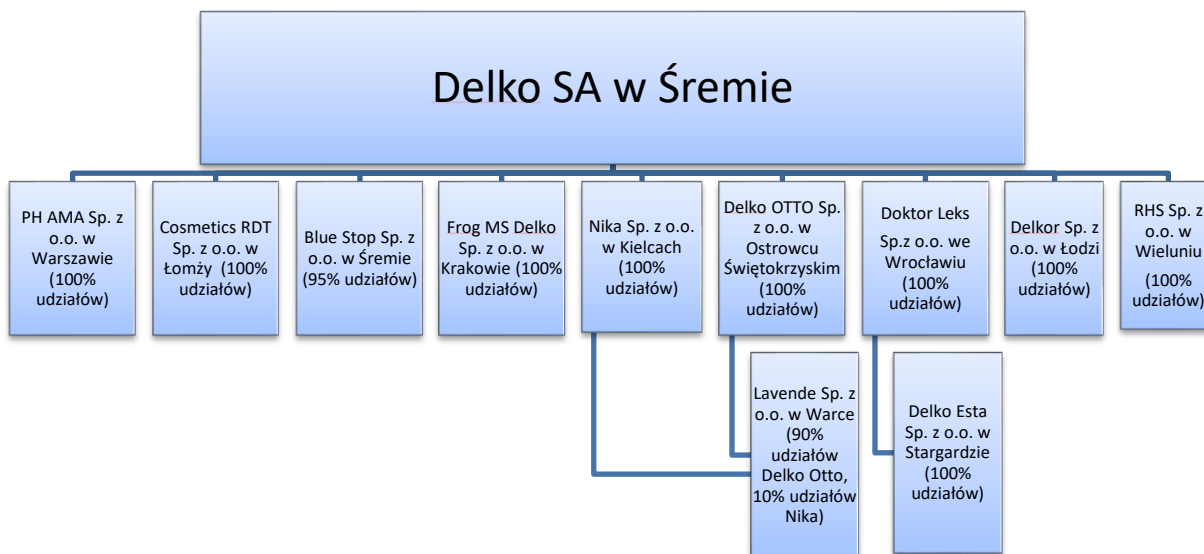 Delko SA w Śremie
PH AMA Sp. z
o.o. w
Warszawie
(100%
udziałów)
Cosmetics RDT
Sp. z o.o. w
Łomży (100%
udziałów)
Blue Stop Sp. z
o.o. w Śremie
(95% udziałów)
Frog MS Delko
Sp. z o.o. w
Krakowie (100%
udziałów)
Nika Sp. z o.o.
w Kielcach
(100%
udziałów)
Delko OTTO Sp.
z o.o. w
Ostrowcu
Świętokrzyskim
(100%
udziałów)
Doktor Leks
Sp.z o.o. we
Wrocławiu
(100%
udziałów)
Delkor Sp. z
o.o. w Łodzi
(100%
udziałów)
RHS Sp. z
o.o. w
Wieluniu
(100%
udziałów)
Lavende Sp. z
o.o. w Warce
(90%
udziałów
Delko Otto,
10% udziałów
Nika)
Delko Esta
Sp. z o.o. w
Stargardzie
(100%
udziałów)